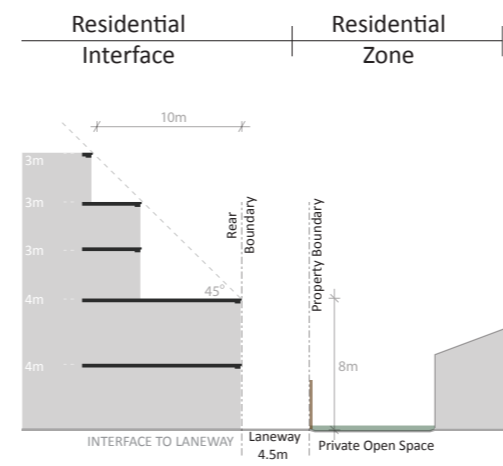 Residential
Interface
Residential
Zone
10m
3m
3m
3m
4m
4m
45°
Rear
Boundary
Property Boundary
8m
INTERFACE TO LANEWAY
Laneway
4.5m
Private Open Space